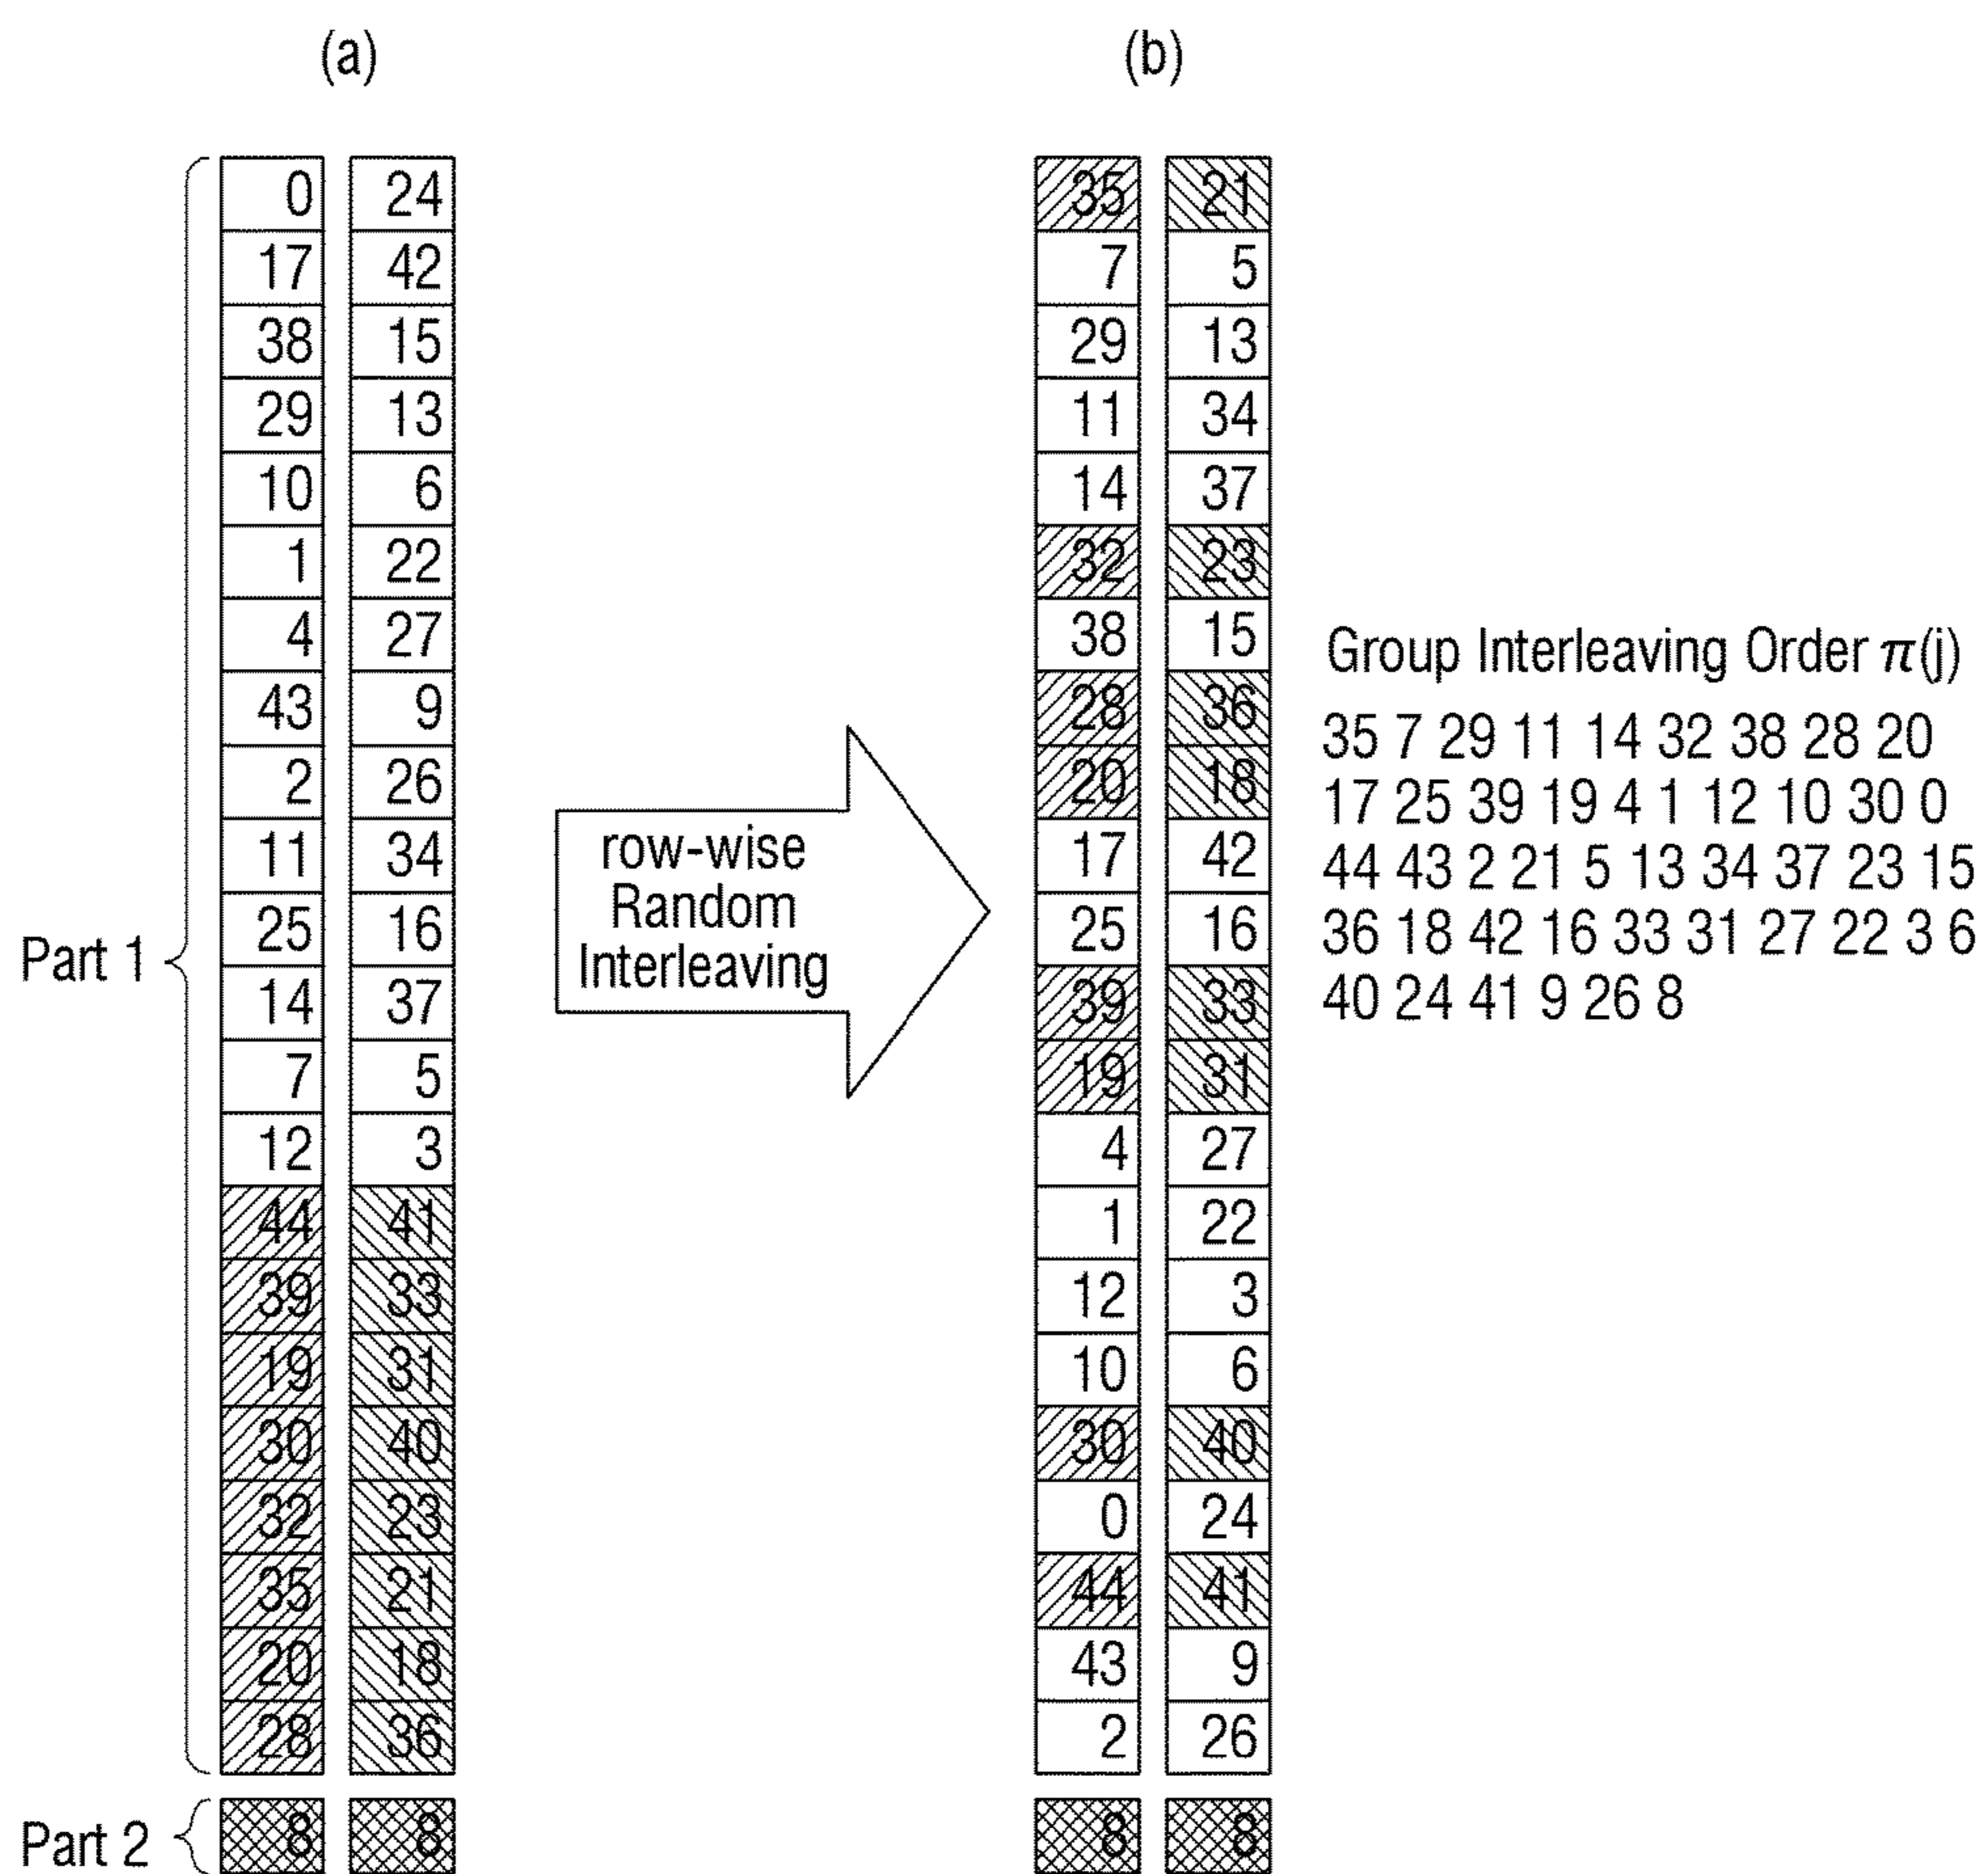 (a) (b)
0 24 35 21
17 42 7 5
38 15 29 13
29 13 11 34
10 6 14 37
1 22 32 23
4 27 38 15
43 9 28 36
2 26 20 18
11 34 17 42
25 16 25 16
14 37 39 33
7 5 19 31
12 3 4 27
44 41 1 22
39 33 12 3
19 31 10 6
30 40 30 40
32 23 0 24
35 21 44 41
20 18 43 9
28 36 2 26
8 8 8 8
Part 1
Part 2
row-wise
Random
Interleaving
Group Interleaving Order π(j)
35 7 29 11 14 32 38 28 20
17 25 39 19 4 1 12 10 30 0
44 43 2 21 5 13 34 37 23 15
36 18 42 16 33 31 27 22 3 6
40 24 41 9 26 8